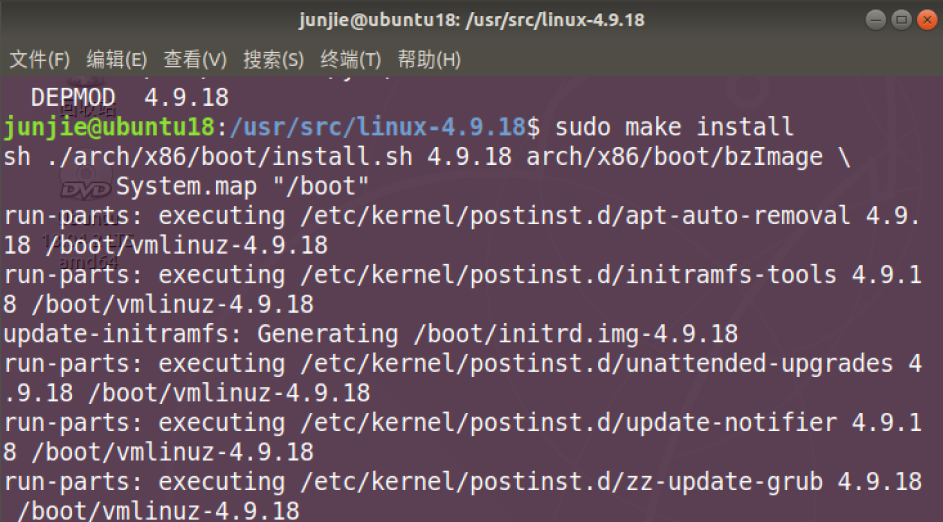 junjie@ubuntu18: /usr/src/linux-4.9.18
文件(F) 编辑(E) 查看(V) 搜索(S) 终端(T) 帮助(H)
DEPMOD  4.9.18
junjie@ubuntu18:/usr/src/linux-4.9.18$ sudo make install
sh ./arch/x86/boot/install.sh 4.9.18 arch/x86/boot/bzImage \
System.map "/boot"
run-parts: executing /etc/kernel/postinst.d/apt-auto-removal 4.9.
18 /boot/vmlinuz-4.9.18
run-parts: executing /etc/kernel/postinst.d/initramfs-tools 4.9.1
8 /boot/vmlinuz-4.9.18
update-initramfs: Generating /boot/initrd.img-4.9.18
run-parts: executing /etc/kernel/postinst.d/unattended-upgrades 4
.9.18 /boot/vmlinuz-4.9.18
run-parts: executing /etc/kernel/postinst.d/update-notifier 4.9.1
8 /boot/vmlinuz-4.9.18
run-parts: executing /etc/kernel/postinst.d/zz-update-grub 4.9.18
/boot/vmlinuz-4.9.18
DVD
amd64